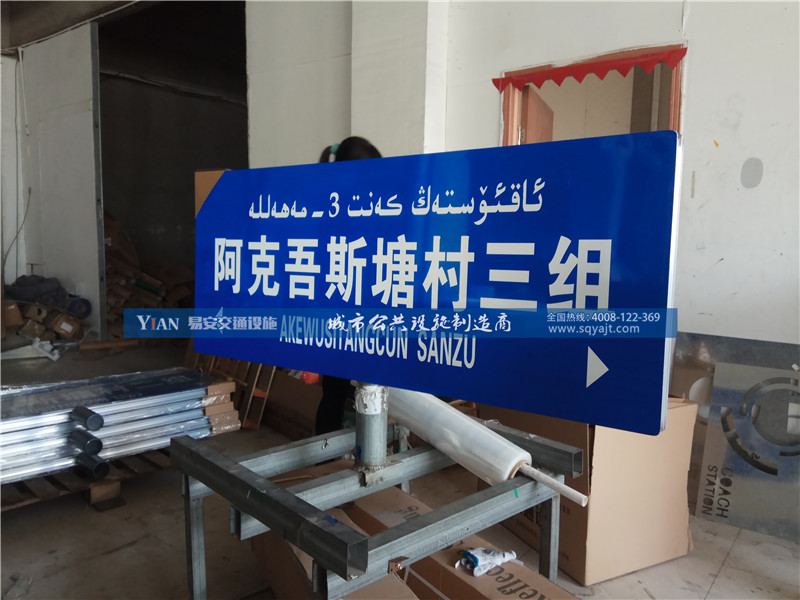 ئاقئۆستەڭ كەنت 3 - مەھەللە
阿克吾斯塘村三组
YIAN 易安交通设施
城市公共设施制造商
全国热线：4008-122-369
www.sqyajt.com
AKEWUSITANGCUN SANZU
COACH
STATION